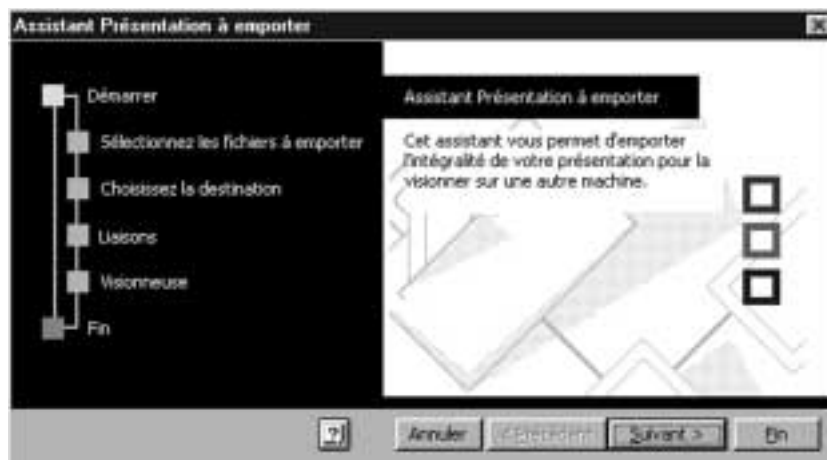 Assistant Présentation à emporter
Démarrer
Sélectionnez les fichiers à emporter
Choisissez la destination
Liaisons
Visionneuse
Fin
Assistant Présentation à emporter
Cet assistant vous permet d'emporter
l'intégralité de votre présentation pour la
visionner sur une autre machine.
?
Annuler
< Précédent
Suivant >
Fin